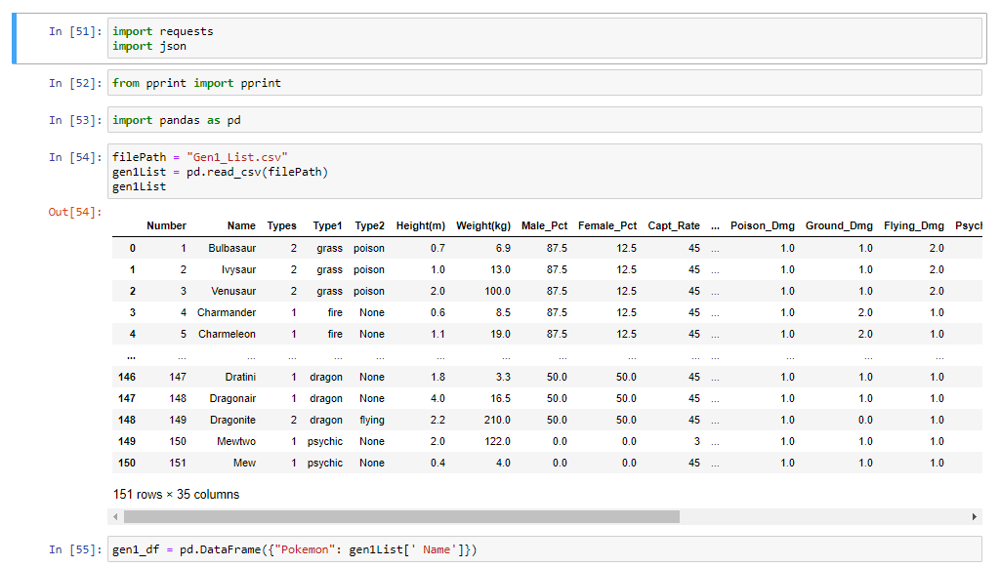 In [51]: import requests
import json
In [52]: from pprint import pprint
In [53]: import pandas as pd
In [54]: filePath = "Gen1_List.csv"
gen1List = pd.read_csv(filePath)
gen1List
Out[54]:
Number Name Types Type1 Type2 Height(m) Weight(kg) Male_Pct Female_Pct Capt_Rate ... Poison_Dmg Ground_Dmg Flying_Dmg Psych
0 1 Bulbasaur 2 grass poison 0.7 6.9 87.5 12.5 45 ... 1.0 1.0 2.0
1 2 Ivysaur 2 grass poison 1.0 13.0 87.5 12.5 45 ... 1.0 1.0 2.0
2 3 Venusaur 2 grass poison 2.0 100.0 87.5 12.5 45 ... 1.0 1.0 2.0
3 4 Charmander 1 fire None 0.6 8.5 87.5 12.5 45 ... 1.0 2.0 1.0
4 5 Charmeleon 1 fire None 1.1 19.0 87.5 12.5 45 ... 1.0 2.0 1.0
... ... ... ... ... ... ... ... ... ... ... ... ... ... ...
146 147 Dratini 1 dragon None 1.8 3.3 50.0 50.0 45 ... 1.0 1.0 1.0
147 148 Dragonair 1 dragon None 4.0 16.5 50.0 50.0 45 ... 1.0 1.0 1.0
148 149 Dragonite 2 dragon flying 2.2 210.0 50.0 50.0 45 ... 1.0 0.0 1.0
149 150 Mewtwo 1 psychic None 2.0 122.0 0.0 0.0 3 ... 1.0 1.0 1.0
150 151 Mew 1 psychic None 0.4 4.0 0.0 0.0 45 ... 1.0 1.0 1.0
151 rows × 35 columns
In [55]: gen1_df = pd.DataFrame({"Pokemon": gen1List[' Name']})